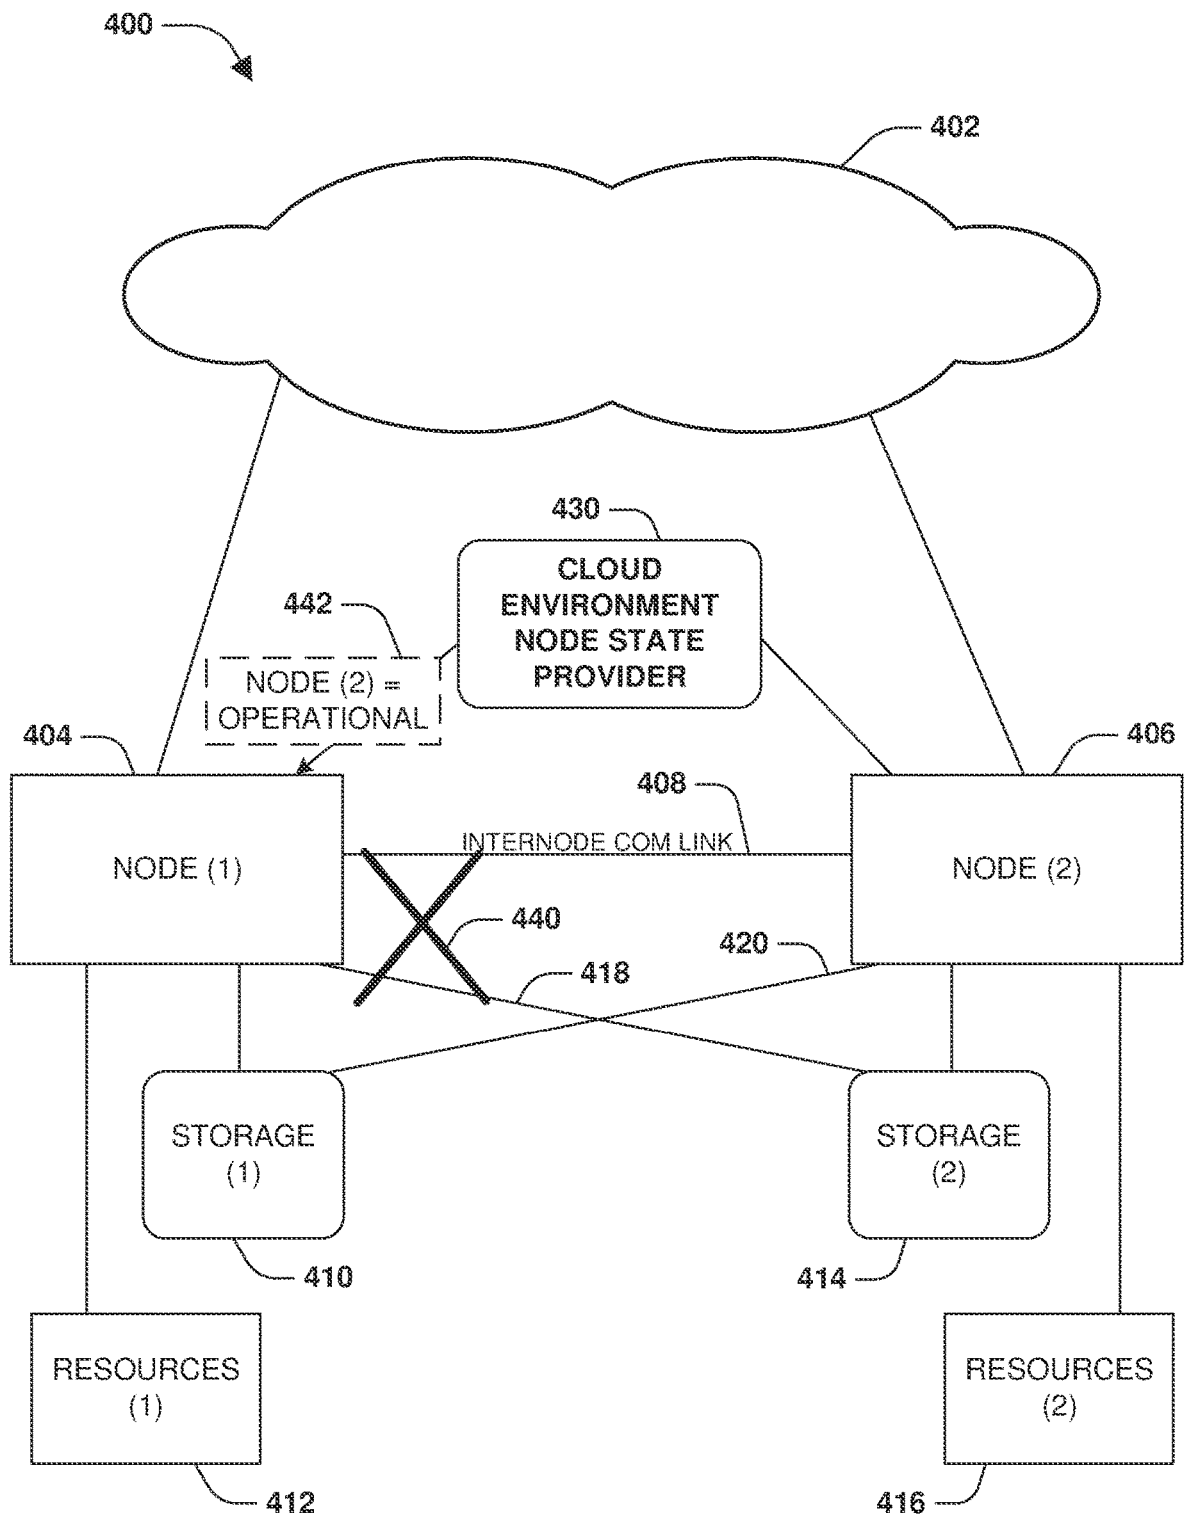 400
402
430
CLOUD
ENVIRONMENT
NODE STATE
PROVIDER
442
NODE (2) =
OPERATIONAL
404
406
408
INTERNODE COM LINK
NODE (1)
NODE (2)
440
420
418
STORAGE
(1)
STORAGE
(2)
410
414
RESOURCES
(1)
RESOURCES
(2)
412
416